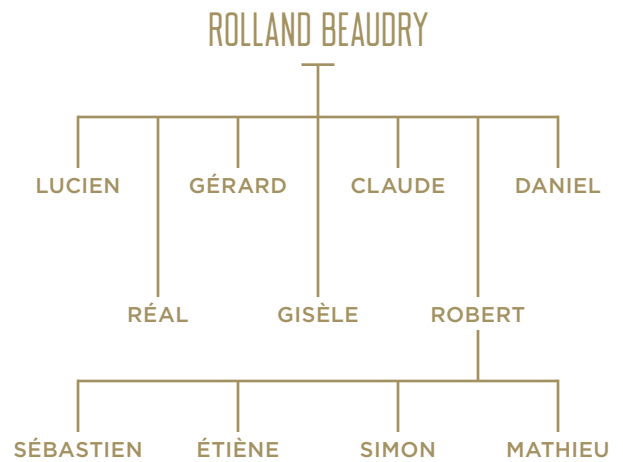 ROLLAND BEAUDRY
LUCIEN GÉRARD CLAUDE DANIEL
RÉAL GISÈLE ROBERT
SÉBASTIEN ÉTIÈNE SIMON MATHIEU